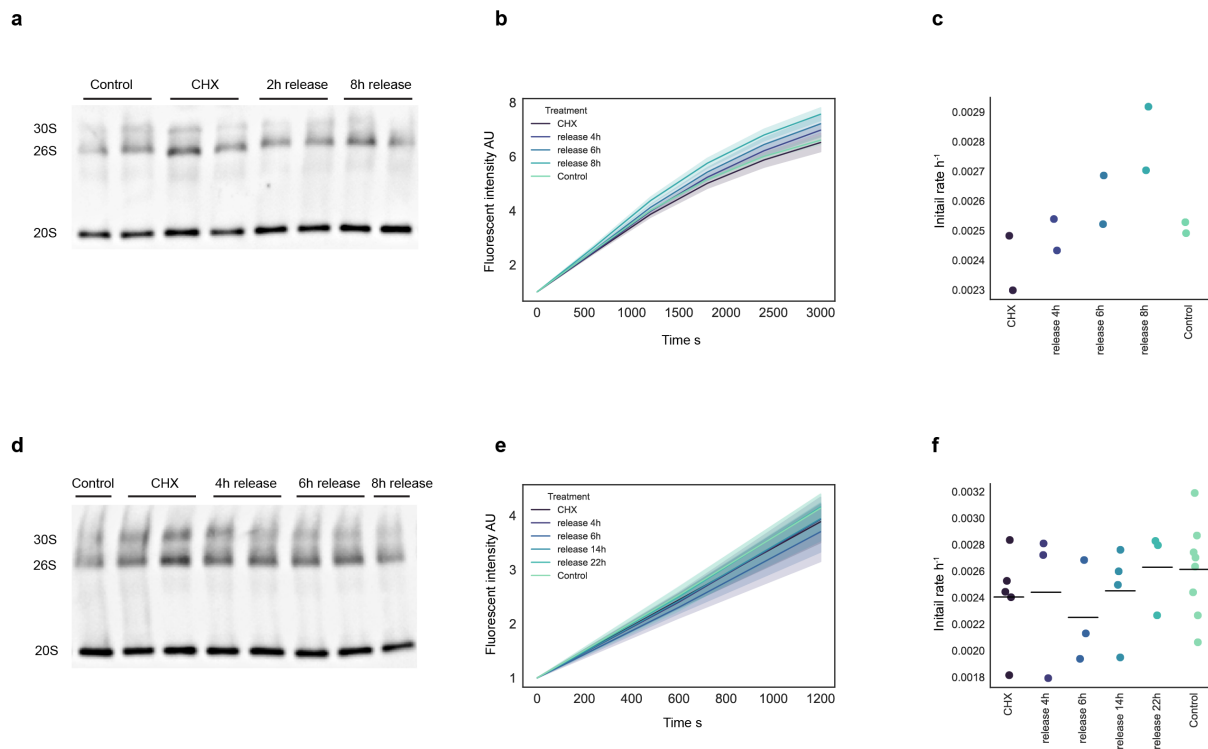 a
Control CHX 2h release 8h release
30S
26S
20S
b
8
6
4
2
Fluorescent intensity AU
Treatment
CHX
release 4h
release 6h
release 8h
Control
0 500 1000 1500 2000 2500 3000
Time s
c
0.0029
0.0028
0.0027
0.0026
0.0025
0.0024
0.0023
Initail rate h⁻¹
CHX
release 4h
release 6h
release 8h
Control
d
Control CHX 4h release 6h release 8h release
30S
26S
20S
e
4
3
2
1
Fluorescent intensity AU
Treatment
CHX
release 4h
release 6h
release 14h
release 22h
Control
0 200 400 600 800 1000 1200
Time s
f
0.0032
0.0030
0.0028
0.0026
0.0024
0.0022
0.0020
0.0018
Initail rate h⁻¹
CHX
release 4h
release 6h
release 14h
release 22h
Control